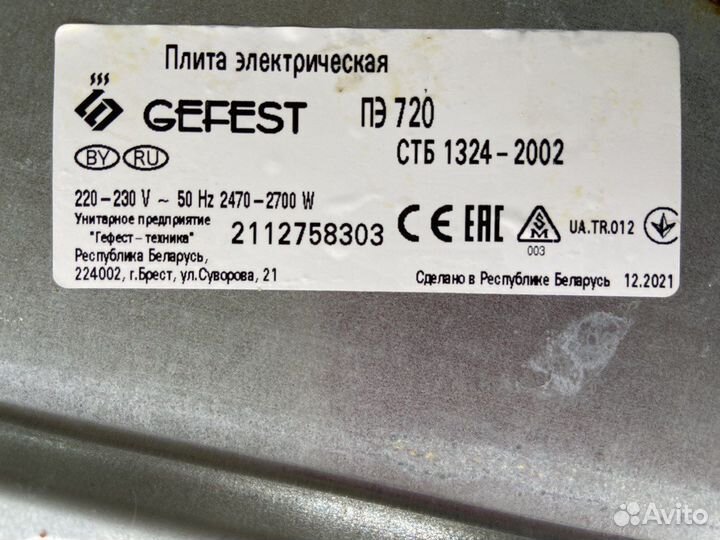 Плита электрическая
GEFEST ПЭ 720
BY RU СТБ 1324-2002
220-230 V ~ 50 Hz 2470-2700 W
Унитарное предприятие
"Гефест-техника"
Республика Беларусь,
224002, г.Брест, ул.Суворова, 21
2112758303
CE EAC 003 UA.TR.012
Сделано в Республике Беларусь 12.2021
Avito